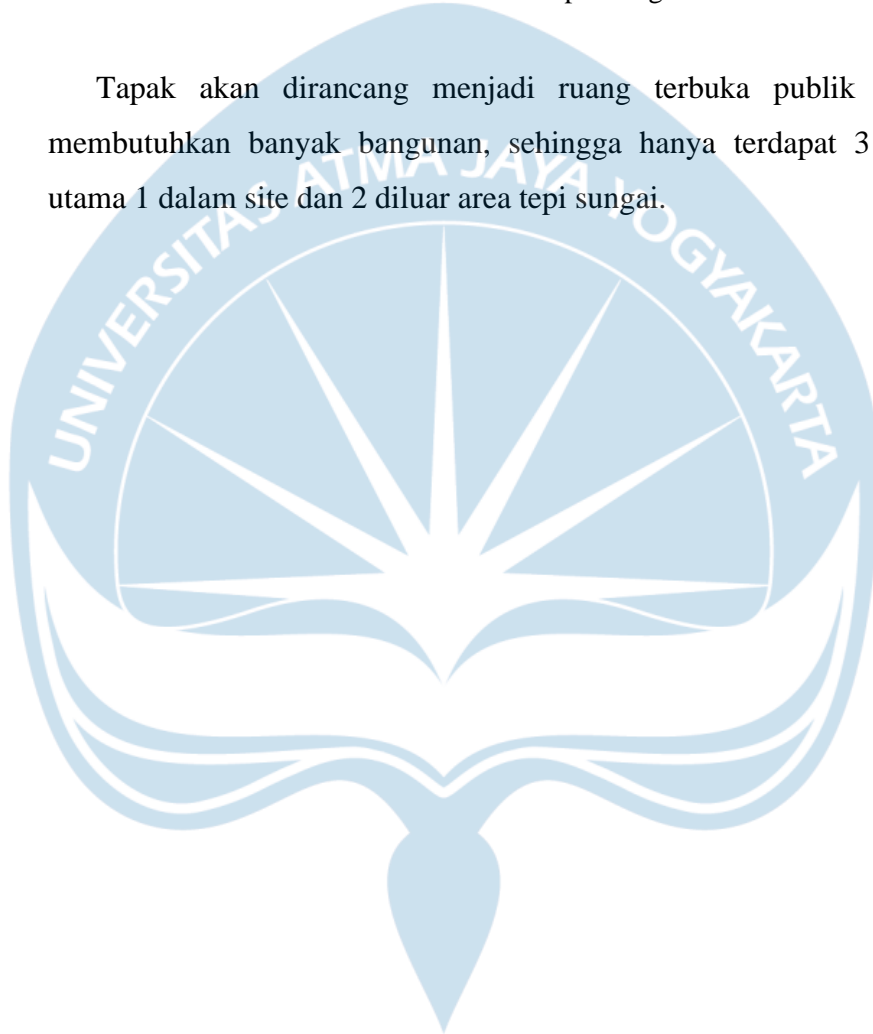 Tapak akan dirancang menjadi ruang terbuka publik
membutuhkan banyak bangunan, sehingga hanya terdapat 3
utama 1 dalam site dan 2 diluar area tepi sungai.
UNIVERSITAS ATMA JAYA YOGYAKARTA